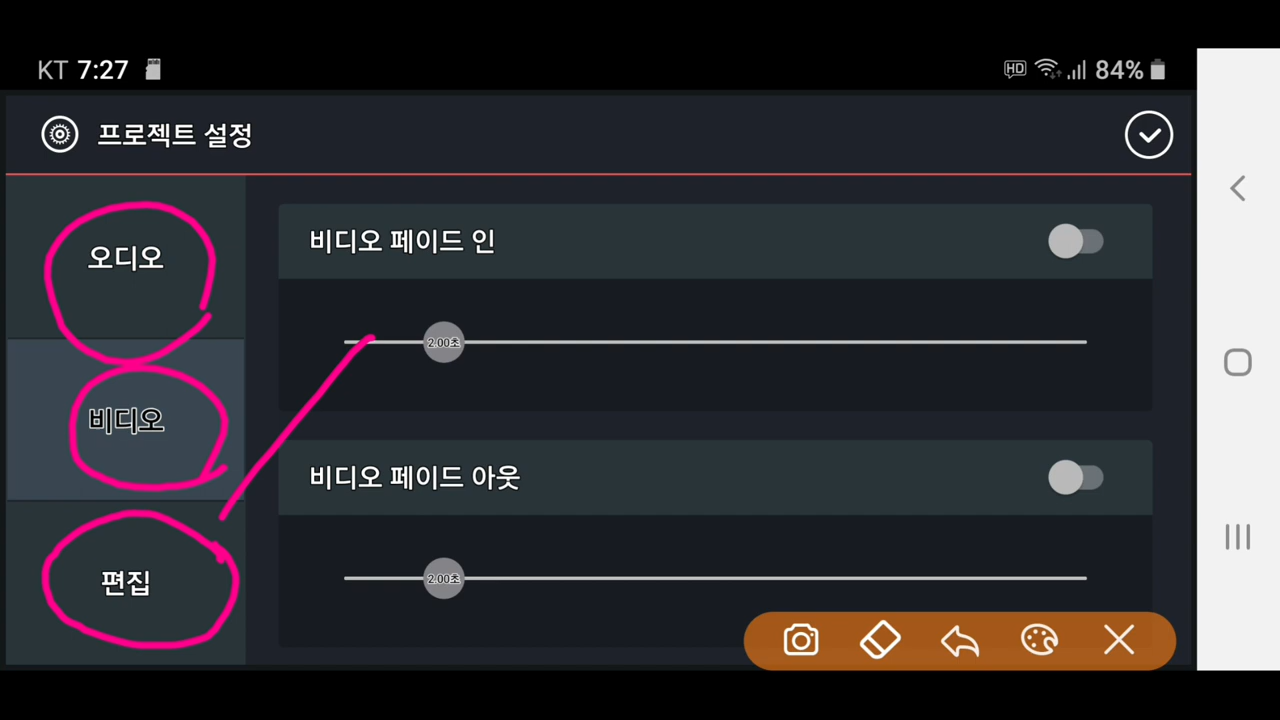 KT 7:27
HD 84%
프로젝트 설정
오디오
비디오
편집
비디오 페이드 인
2.00초
비디오 페이드 아웃
2.00초